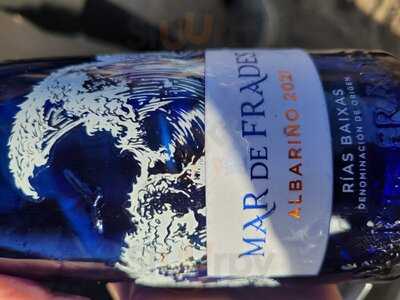 MAR DE FRADES
ALBARIÑO 2021
RÍAS BAIXAS
DENOMINACIÓN DE ORIGEN